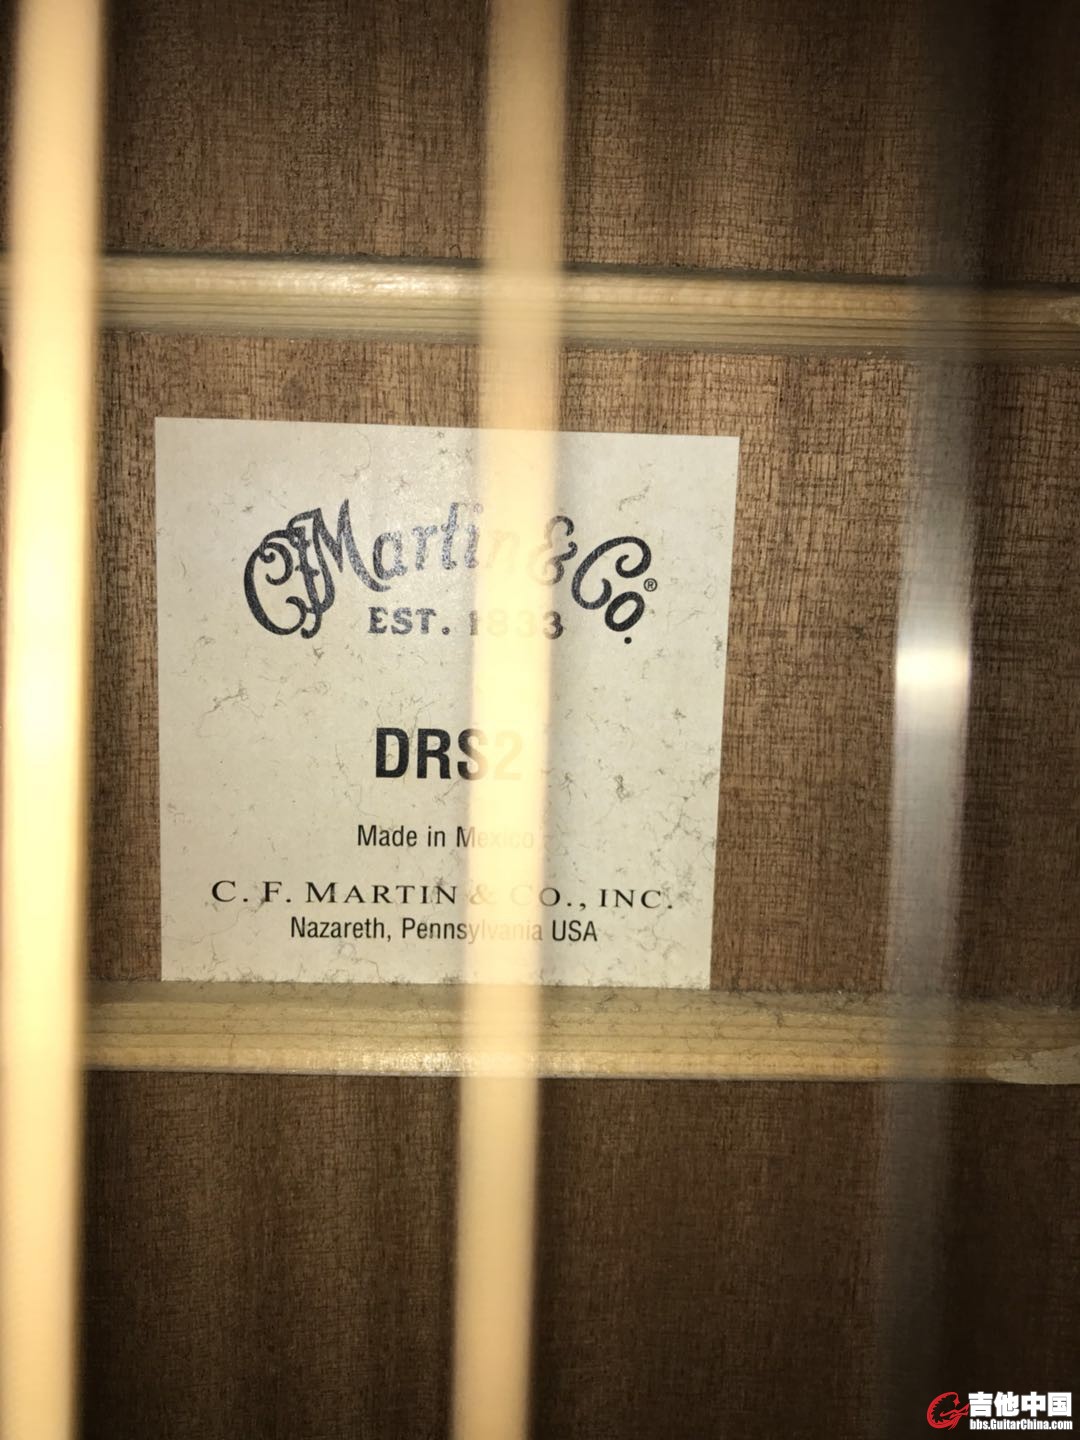 CFMartin & Co.®
EST. 1833
DRS2
Made in Mexico
C. F. MARTIN & CO., INC.
Nazareth, Pennsylvania USA
吉他中国
bbs.GuitarChina.com